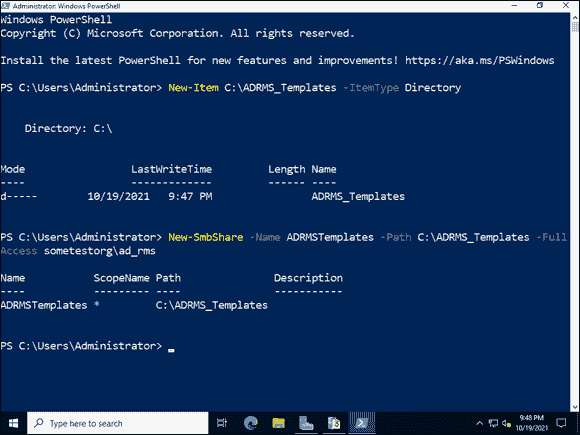 Administrator: Windows PowerShell
Windows PowerShell
Copyright (C) Microsoft Corporation. All rights reserved.
Install the latest PowerShell for new features and improvements! https://aka.ms/PSWindows
PS C:\Users\Administrator> New-Item C:\ADRMS_Templates -ItemType Directory
Directory: C:\
Mode LastWriteTime Length Name
---- ------------- ------ ----
d----- 10/19/2021 9:47 PM ADRMS_Templates
PS C:\Users\Administrator> New-SmbShare -Name ADRMSTemplates -Path C:\ADRMS_Templates -Full
Access sometestorg\ad_rms
Name ScopeName Path Description
---- --------- ---- -----------
ADRMSTemplates * C:\ADRMS_Templates
PS C:\Users\Administrator> _
Type here to search
9:48 PM
10/19/2021